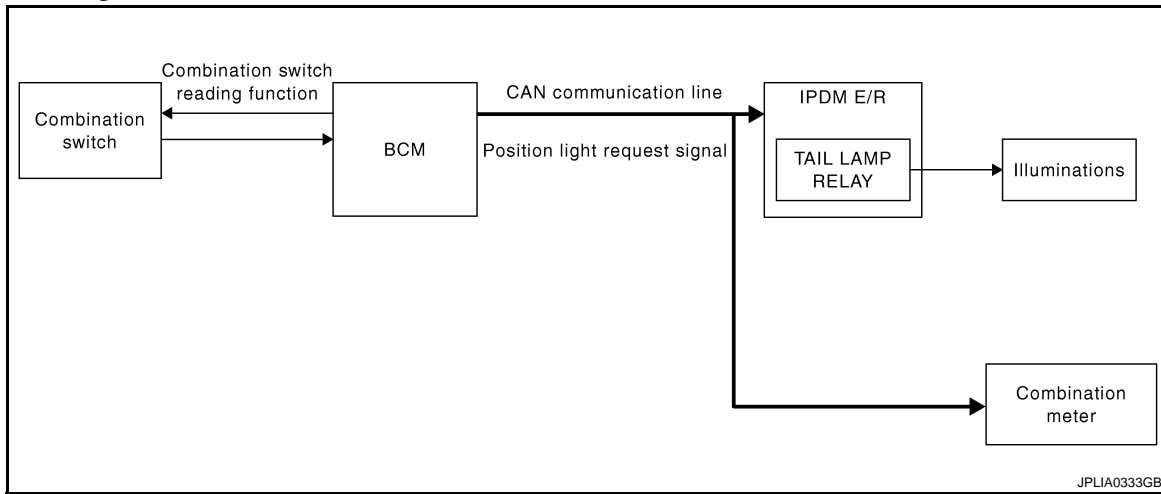 Combination switch
reading function
Combination
switch
BCM
CAN communication line
Position light request signal
IPDM E/R
TAIL LAMP
RELAY
Illuminations
Combination
meter
JPLIA0333GB